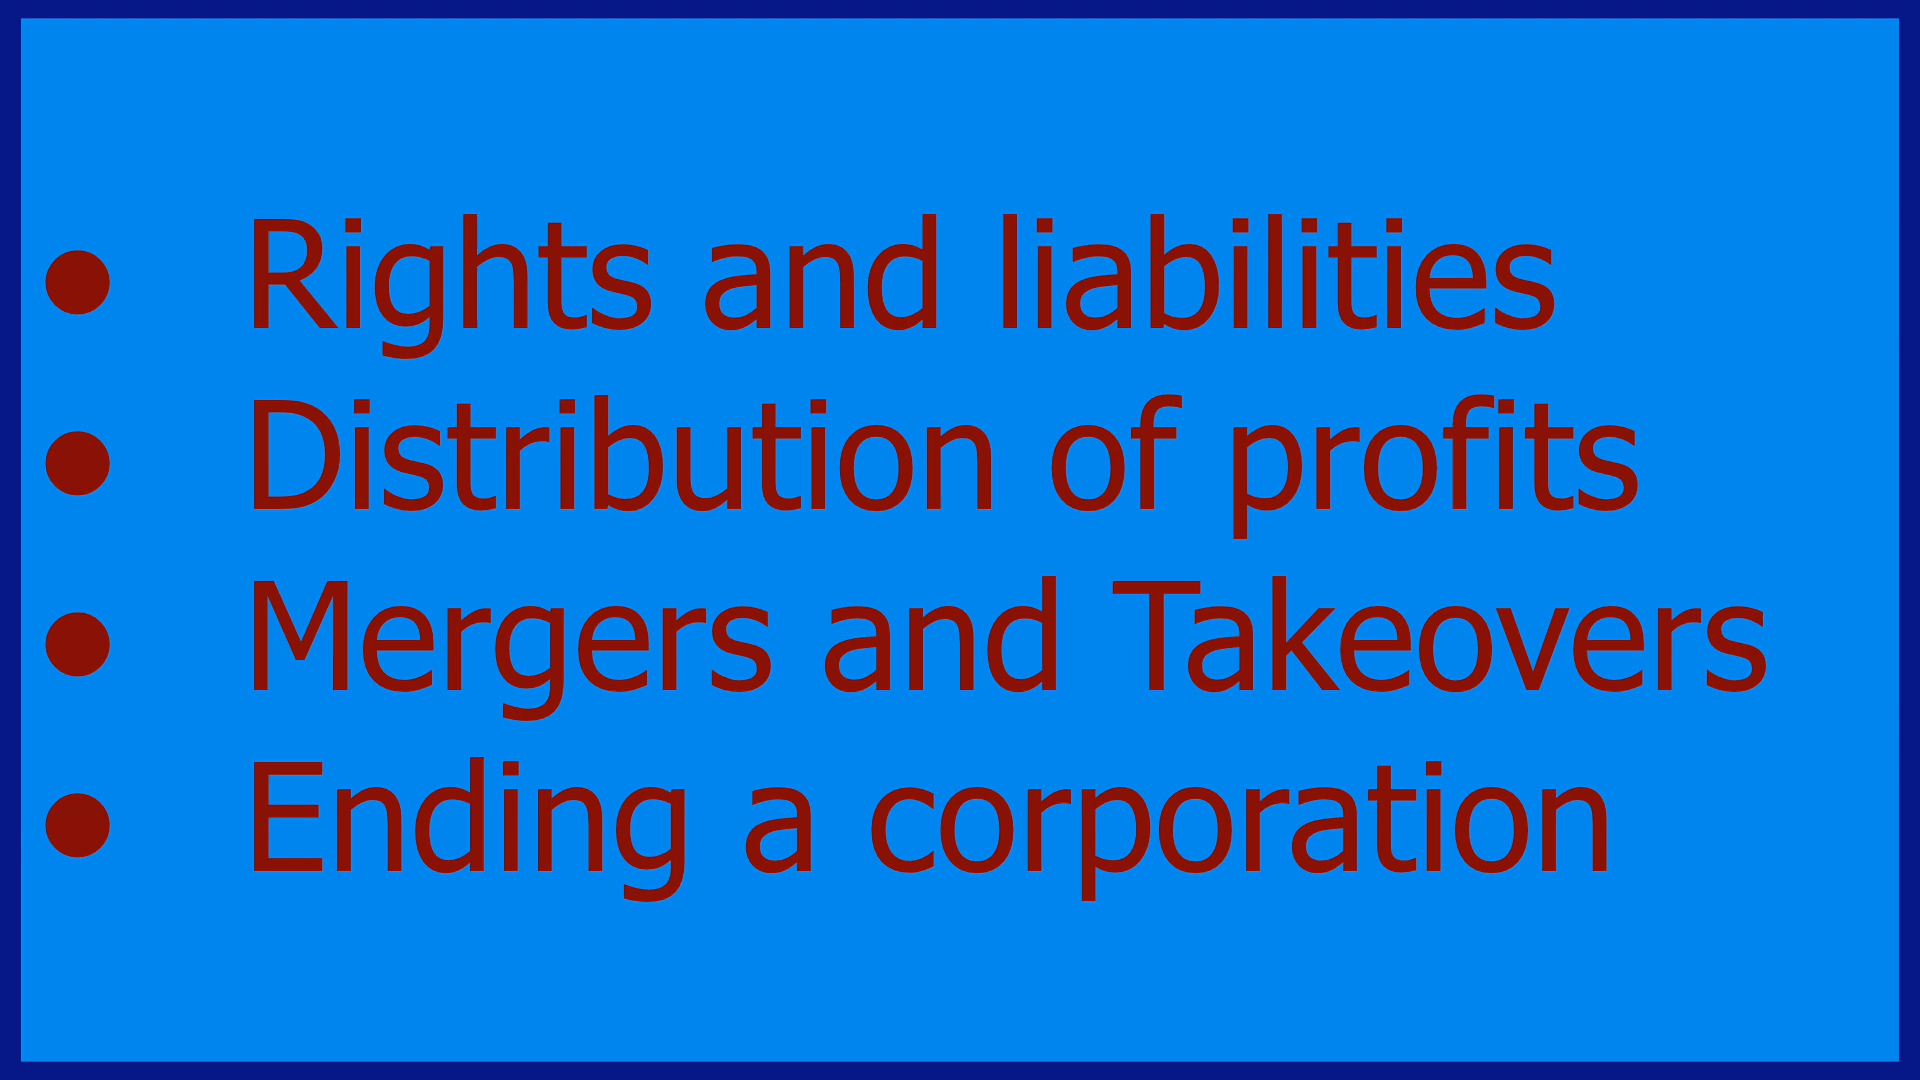 ● Rights and liabilities
● Distribution of profits
● Mergers and Takeovers
● Ending a corporation